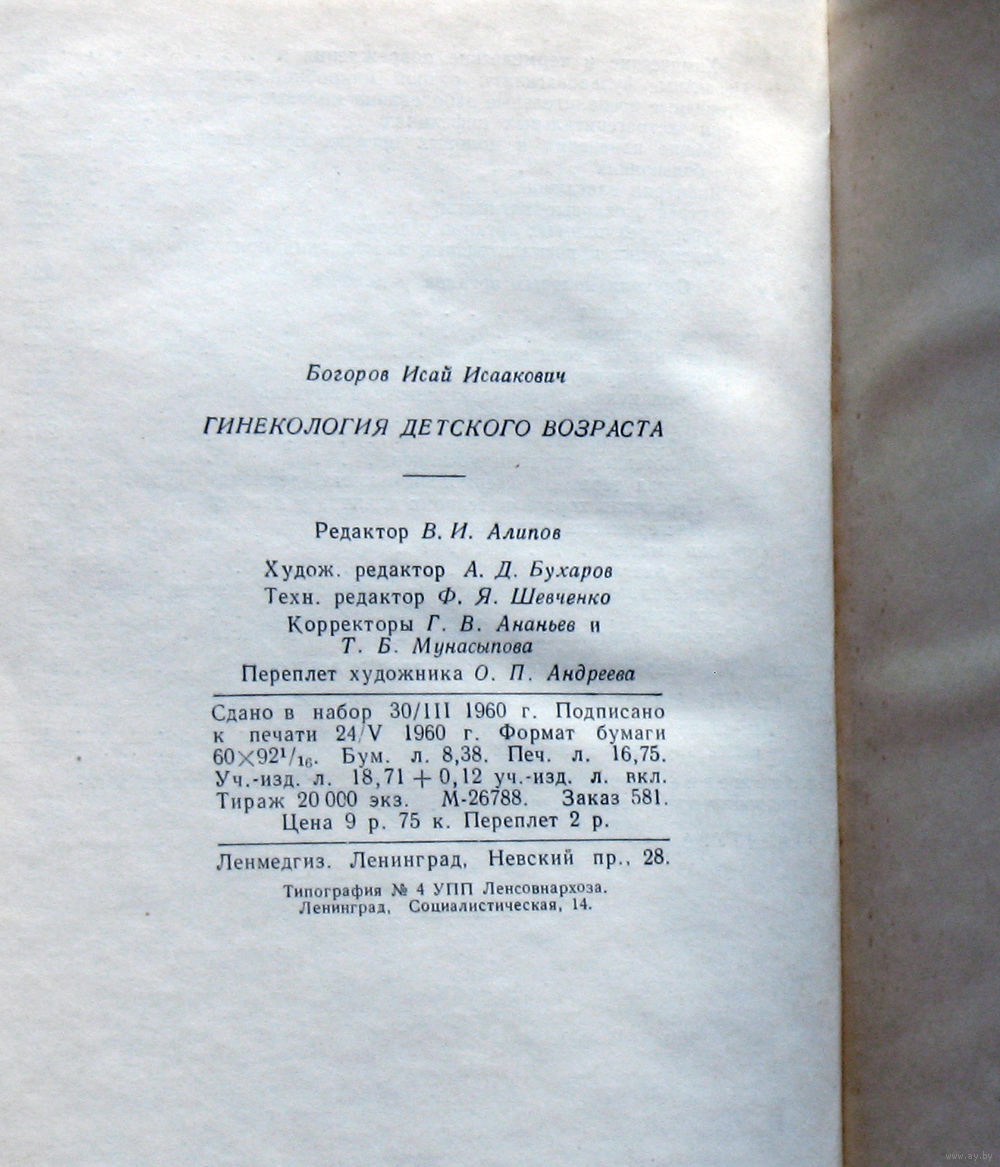 Богоров Исай Исаакович
ГИНЕКОЛОГИЯ ДЕТСКОГО ВОЗРАСТА
Редактор В. И. Алипов
Худож. редактор А. Д. Бухаров
Техн. редактор Ф. Я. Шевченко
Корректоры Г. В. Ананьев и
Т. Б. Мунасыпова
Переплет художника О. П. Андреева
Сдано в набор 30/III 1960 г. Подписано
к печати 24/V 1960 г. Формат бумаги
60×92¹/₁₆. Бум. л. 8,38. Печ. л. 16,75.
Уч.-изд. л. 18,71 + 0,12 уч.-изд. л. вкл.
Тираж 20 000 экз. М-26788. Заказ 581.
Цена 9 р. 75 к. Переплет 2 р.
Ленмедгиз. Ленинград, Невский пр., 28.
Типография № 4 УПП Ленсовнархоза.
Ленинград, Социалистическая, 14.
www.ay.by